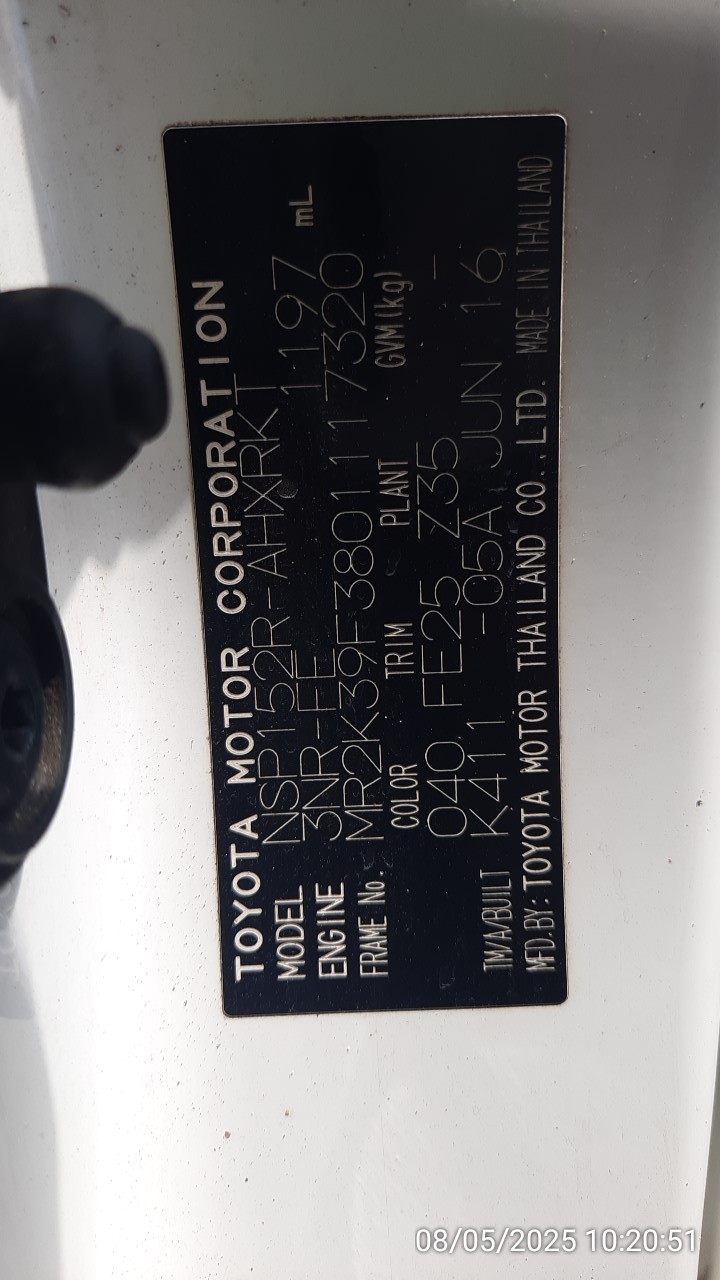 TOYOTA MOTOR CORPORATION
MODEL NSP152R-AHXRKT
ENGINE 3NR-FE 1197 mL
FRAME No. MR2K39F3801117320
COLOR TRIM PLANT GVM(kg)
040 FE25 Z35 -
TM/A/BUILT K411 -05A JUN 16
MFD.BY: TOYOTA MOTOR THAILAND CO., LTD. MADE IN THAILAND
08/05/2025 10:20:51